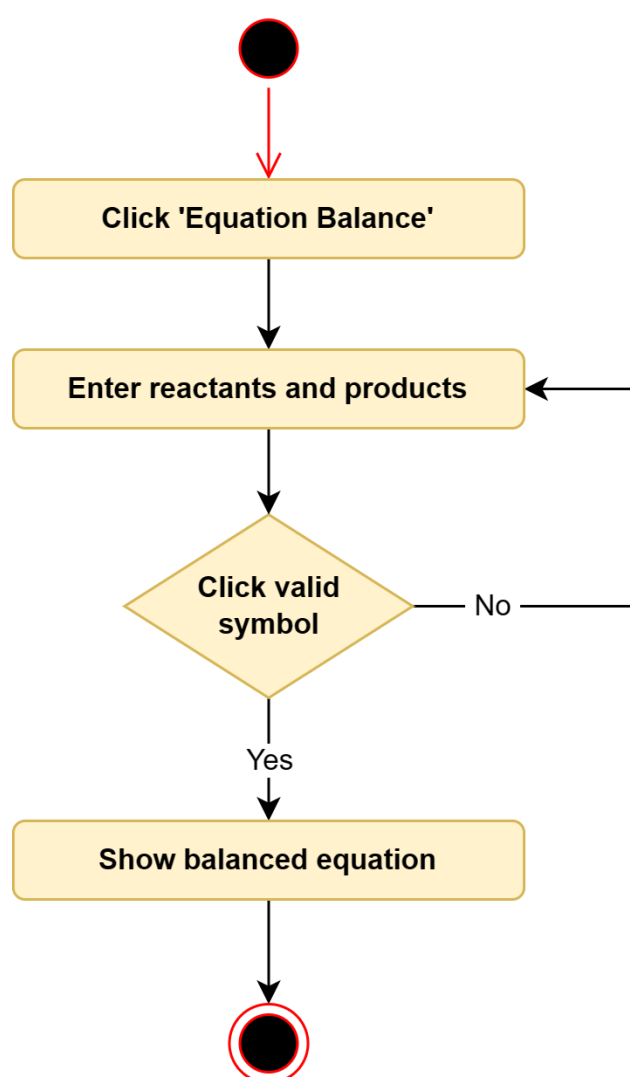 Click 'Equation Balance'
Enter reactants and products
Click valid
symbol
No
Yes
Show balanced equation